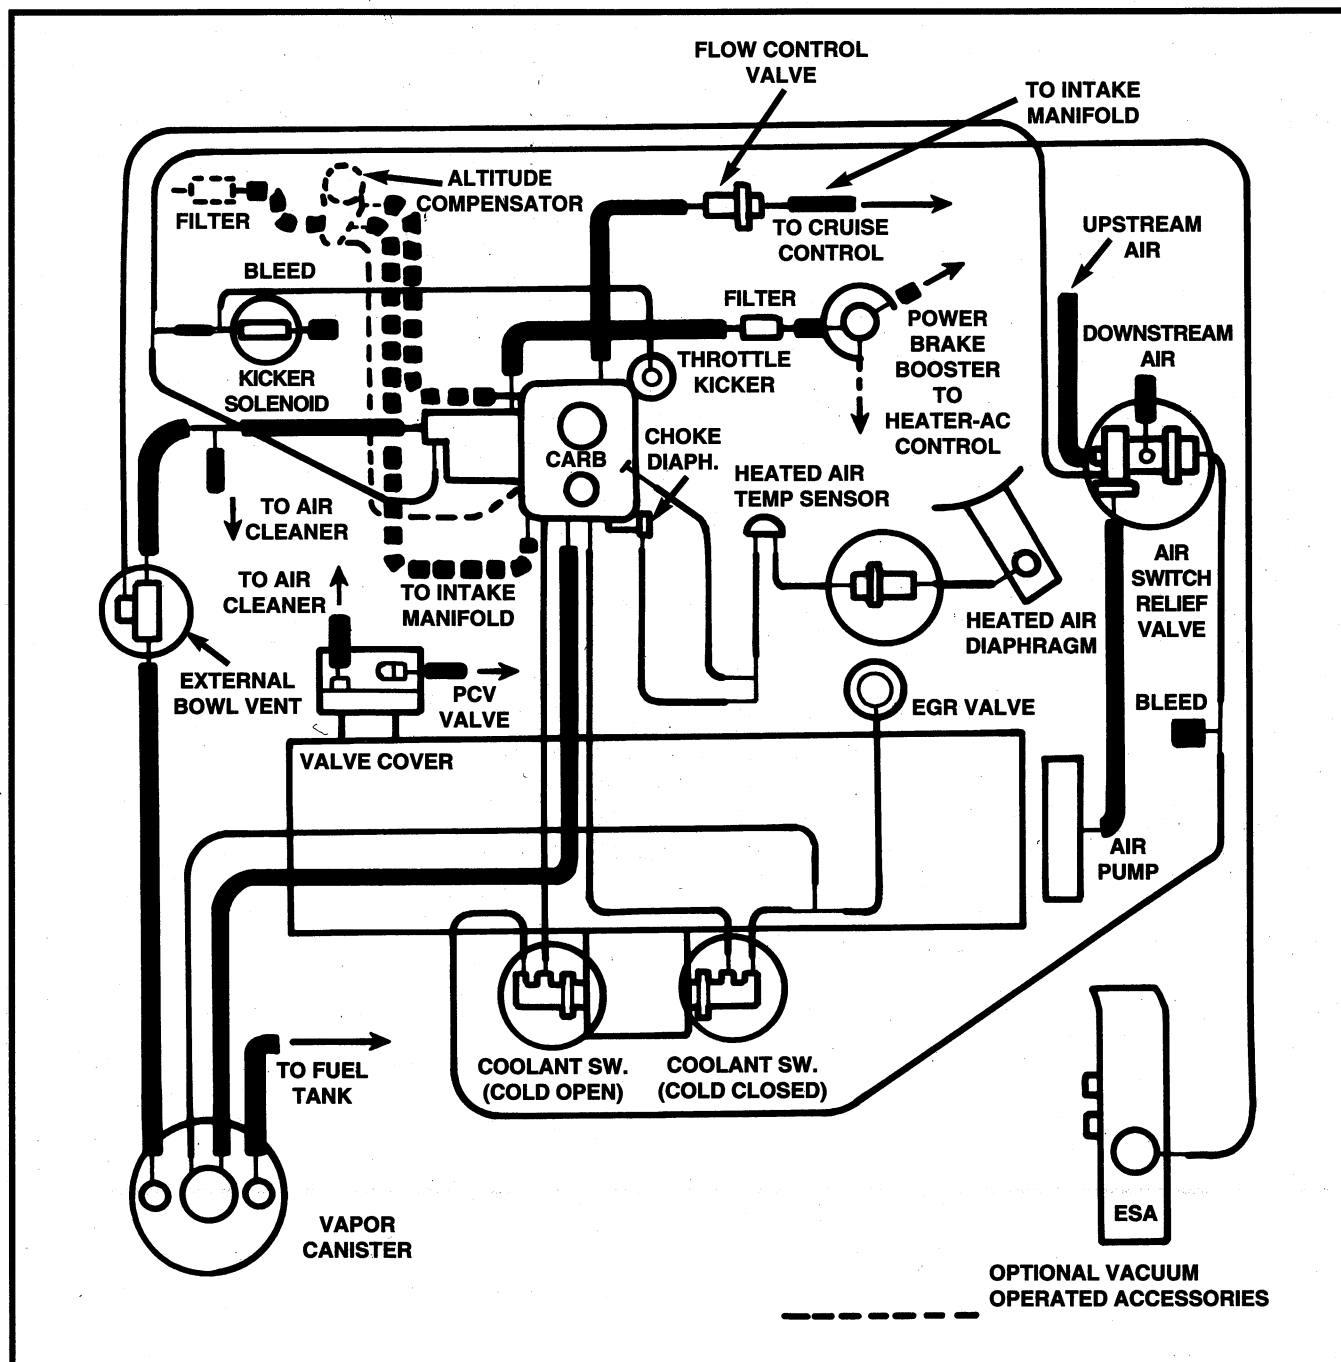 FLOW CONTROL
VALVE
TO INTAKE
MANIFOLD
ALTITUDE
COMPENSATOR
FILTER
TO CRUISE
CONTROL
UPSTREAM
AIR
BLEED
FILTER
POWER
BRAKE
BOOSTER
TO
HEATER-AC
CONTROL
DOWNSTREAM
AIR
THROTTLE
KICKER
KICKER
SOLENOID
CARB
CHOKE
DIAPH.
HEATED AIR
TEMP SENSOR
TO AIR
CLEANER
TO AIR
CLEANER
TO INTAKE
MANIFOLD
AIR
SWITCH
RELIEF
VALVE
HEATED AIR
DIAPHRAGM
EXTERNAL
BOWL VENT
PCV
VALVE
EGR VALVE
BLEED
VALVE COVER
AIR
PUMP
TO FUEL
TANK
COOLANT SW.
(COLD OPEN)
COOLANT SW.
(COLD CLOSED)
VAPOR
CANISTER
ESA
OPTIONAL VACUUM
OPERATED ACCESSORIES